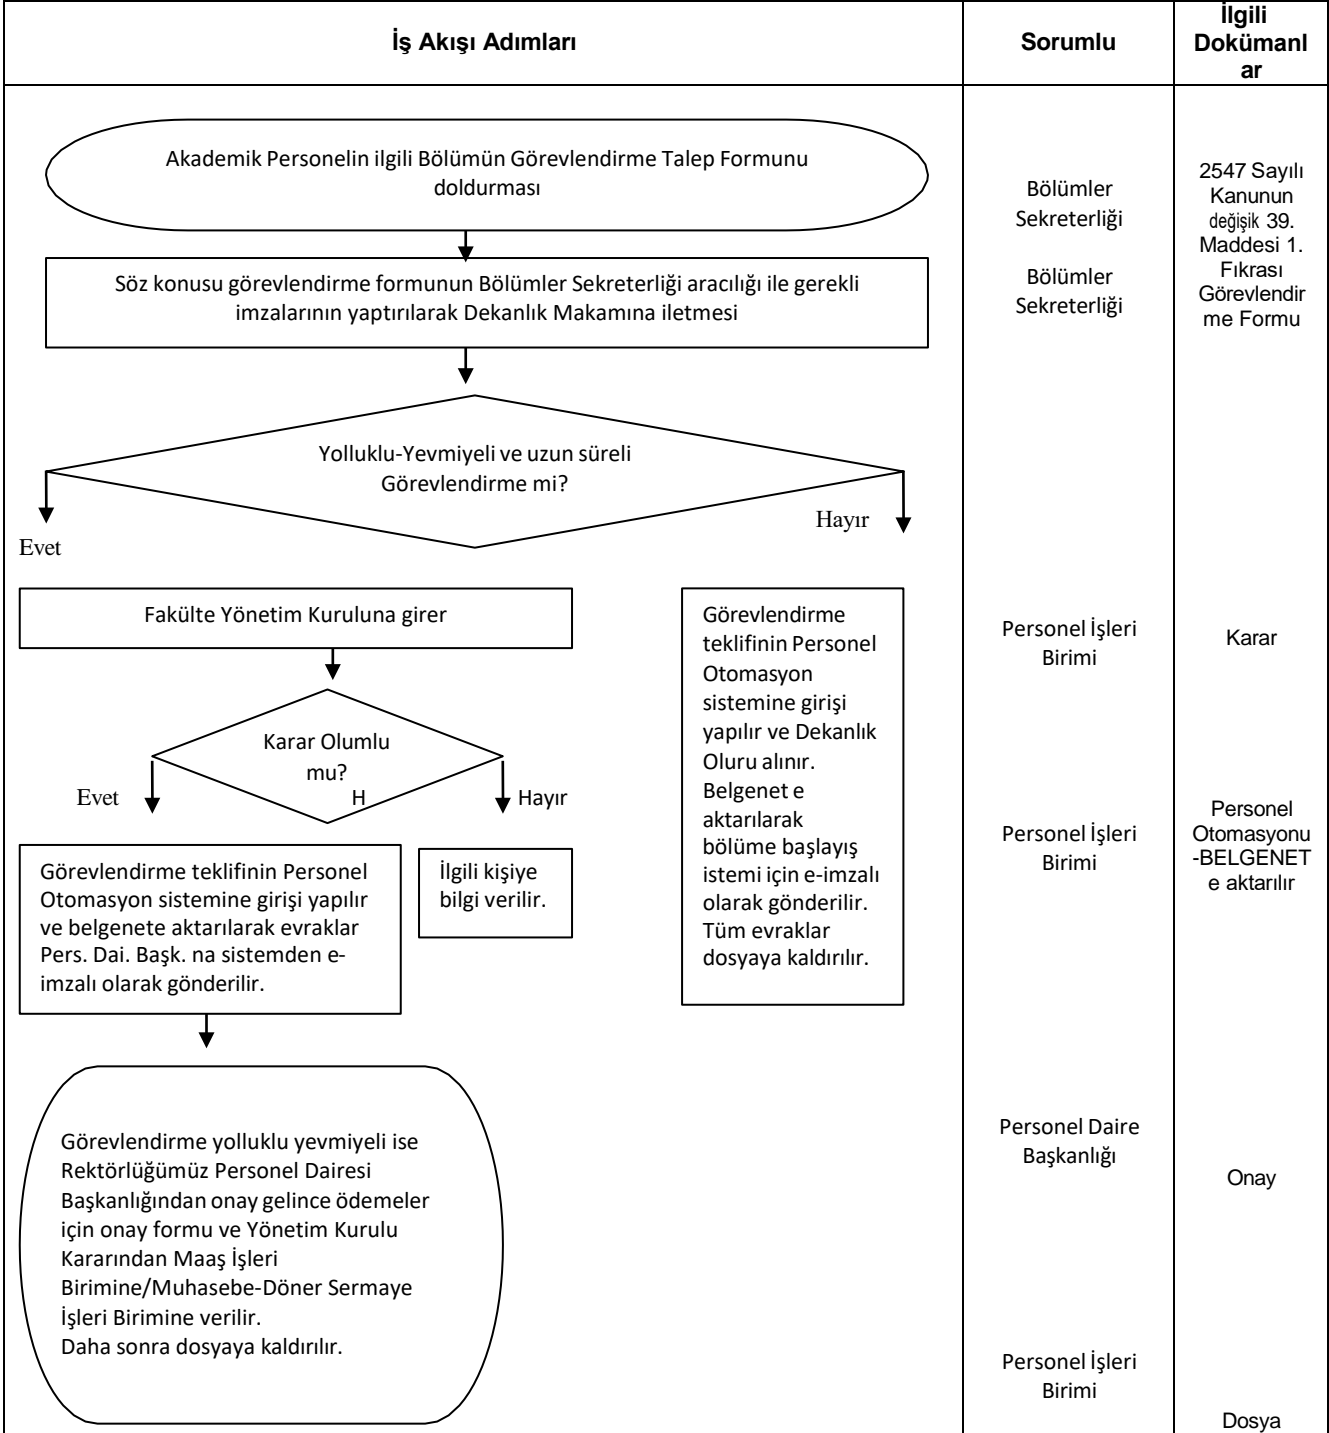 İş Akışı Adımları
Sorumlu
İlgili
Dokümanl
ar
Akademik Personelin ilgili Bölümün Görevlendirme Talep Formunu
doldurması
Söz konusu görevlendirme formunun Bölümler Sekreterliği aracılığı ile gerekli
imzalarının yaptırılarak Dekanlık Makamına iletmesi
Bölümler
Sekreterliği
Bölümler
Sekreterliği
2547 Sayılı
Kanunun
değişik 39.
Maddesi 1.
Fıkrası
Görevlendir
me Formu
Yolluklu-Yevmiyeli ve uzun süreli
Görevlendirme mi?
Evet
Hayır
Fakülte Yönetim Kuruluna girer
Karar Olumlu
mu?
H
Evet
Hayır
Görevlendirme teklifinin Personel
Otomasyon sistemine girişi yapılır
ve belgenete aktarılarak evraklar
Pers. Dai. Başk. na sistemden e-
imzalı olarak gönderilir.
İlgili kişiye
bilgi verilir.
Görevlendirme
teklifinin Personel
Otomasyon
sistemine girişi
yapılır ve Dekanlık
Oluru alınır.
Belgenet e
aktarılarak
bölüme başlayış
istemi için e-imzalı
olarak gönderilir.
Tüm evraklar
dosyaya kaldırılır.
Personel İşleri
Birimi
Karar
Personel İşleri
Birimi
Personel
Otomasyonu
-BELGENET
e aktarılır
Görevlendirme yolluklu yevmiyeli ise
Rektörlüğümüz Personel Dairesi
Başkanlığından onay gelince ödemeler
için onay formu ve Yönetim Kurulu
Kararından Maaş İşleri
Birimine/Muhasebe-Döner Sermaye
İşleri Birimine verilir.
Daha sonra dosyaya kaldırılır.
Personel Daire
Başkanlığı
Onay
Personel İşleri
Birimi
Dosya